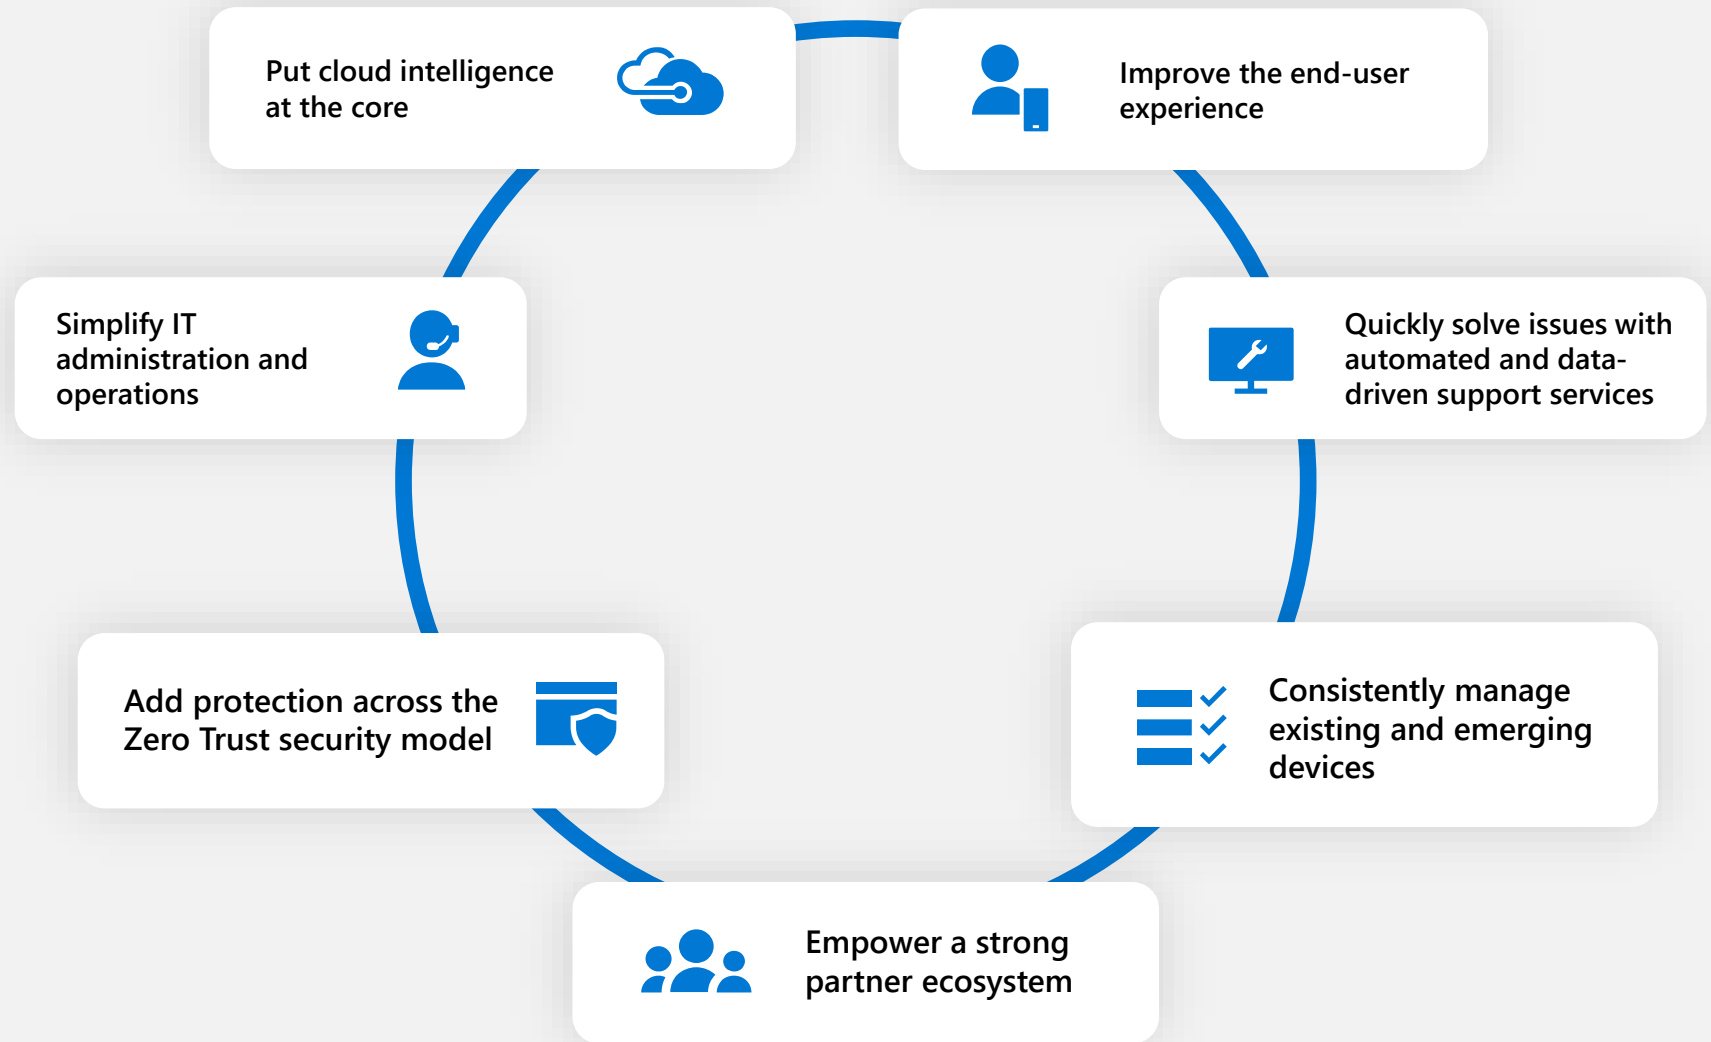 Put cloud intelligence
at the core
Improve the end-user
experience
Simplify IT
administration and
operations
Quickly solve issues with
automated and data-
driven support services
Add protection across the
Zero Trust security model
Consistently manage
existing and emerging
devices
Empower a strong
partner ecosystem